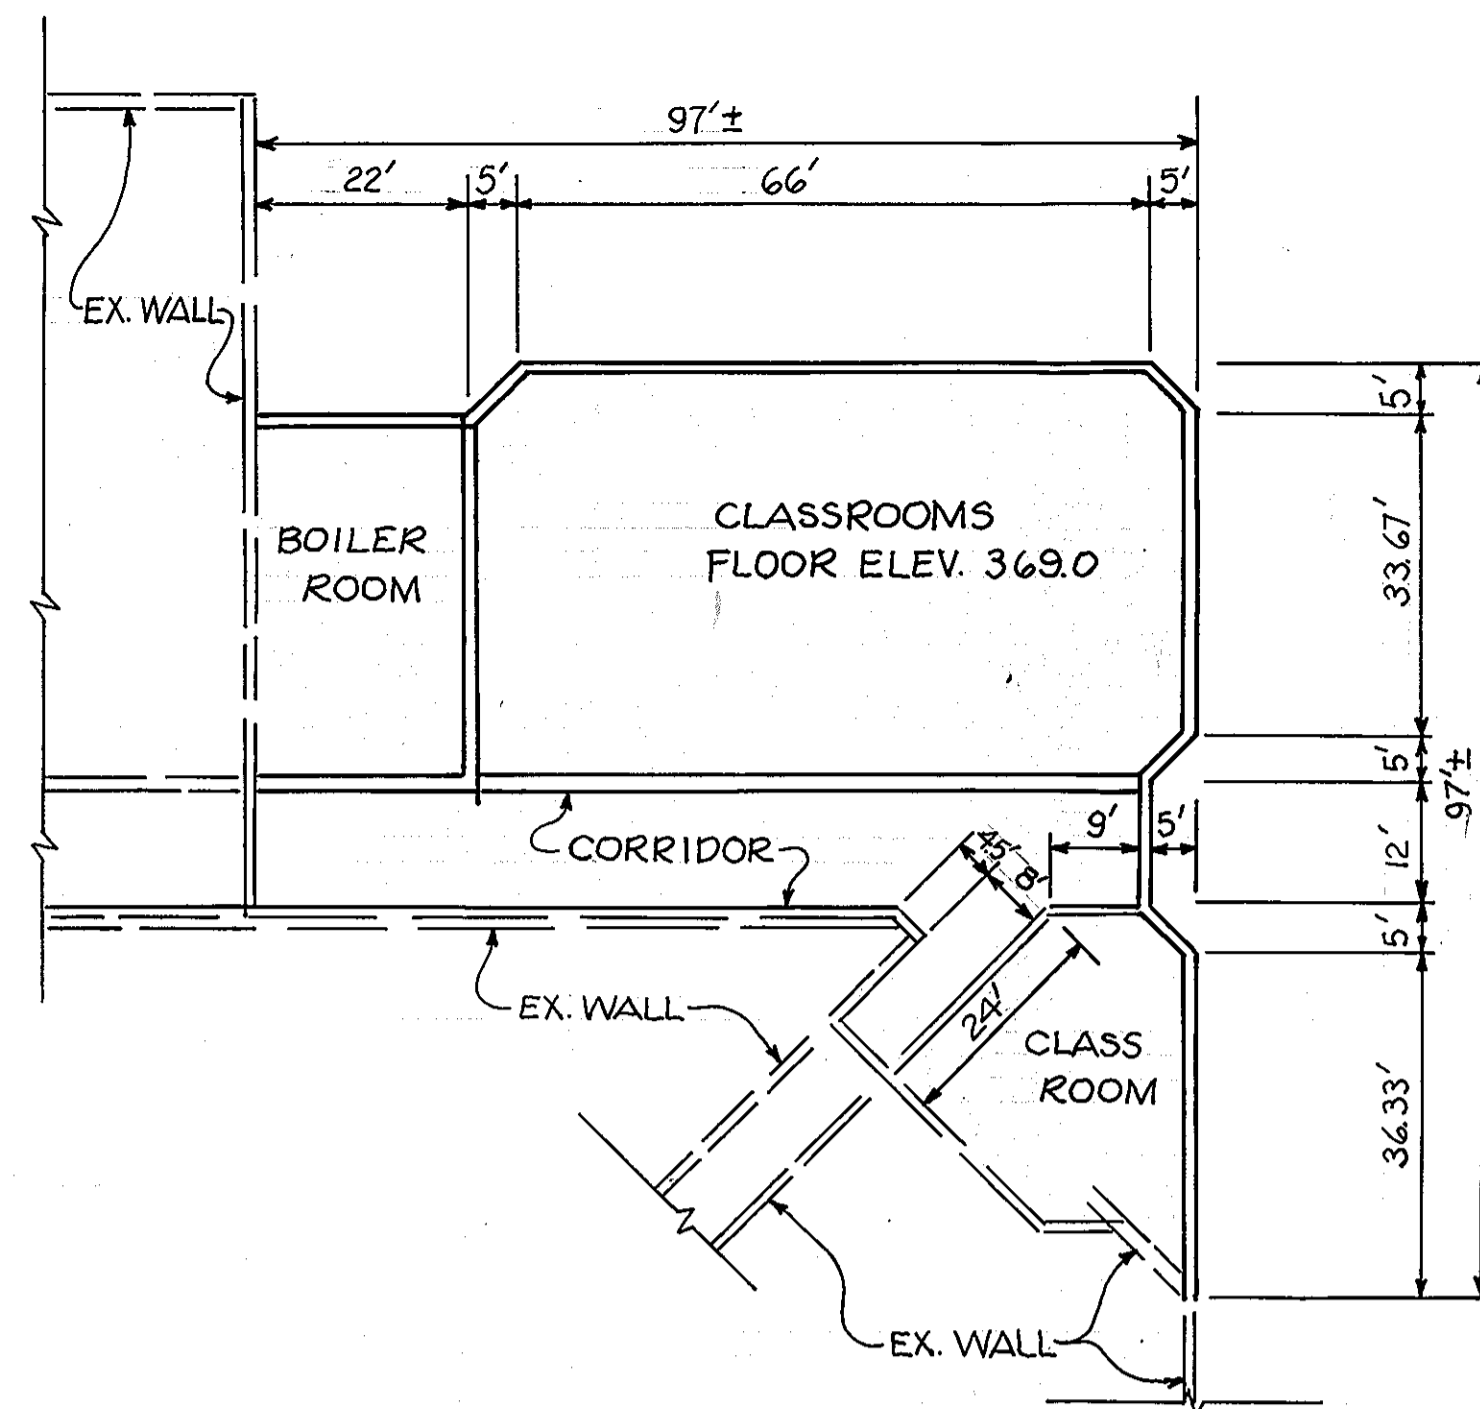 97'±
22' 5' 66' 5'
EX. WALL
5'
CLASSROOMS
FLOOR ELEV. 369.0
BOILER
ROOM
33.67'
5'
97'±
9' 5'
12'
CORRIDOR
4.5' 8'
5'
EX. WALL
24'
CLASS
ROOM
36.33'
EX. WALL